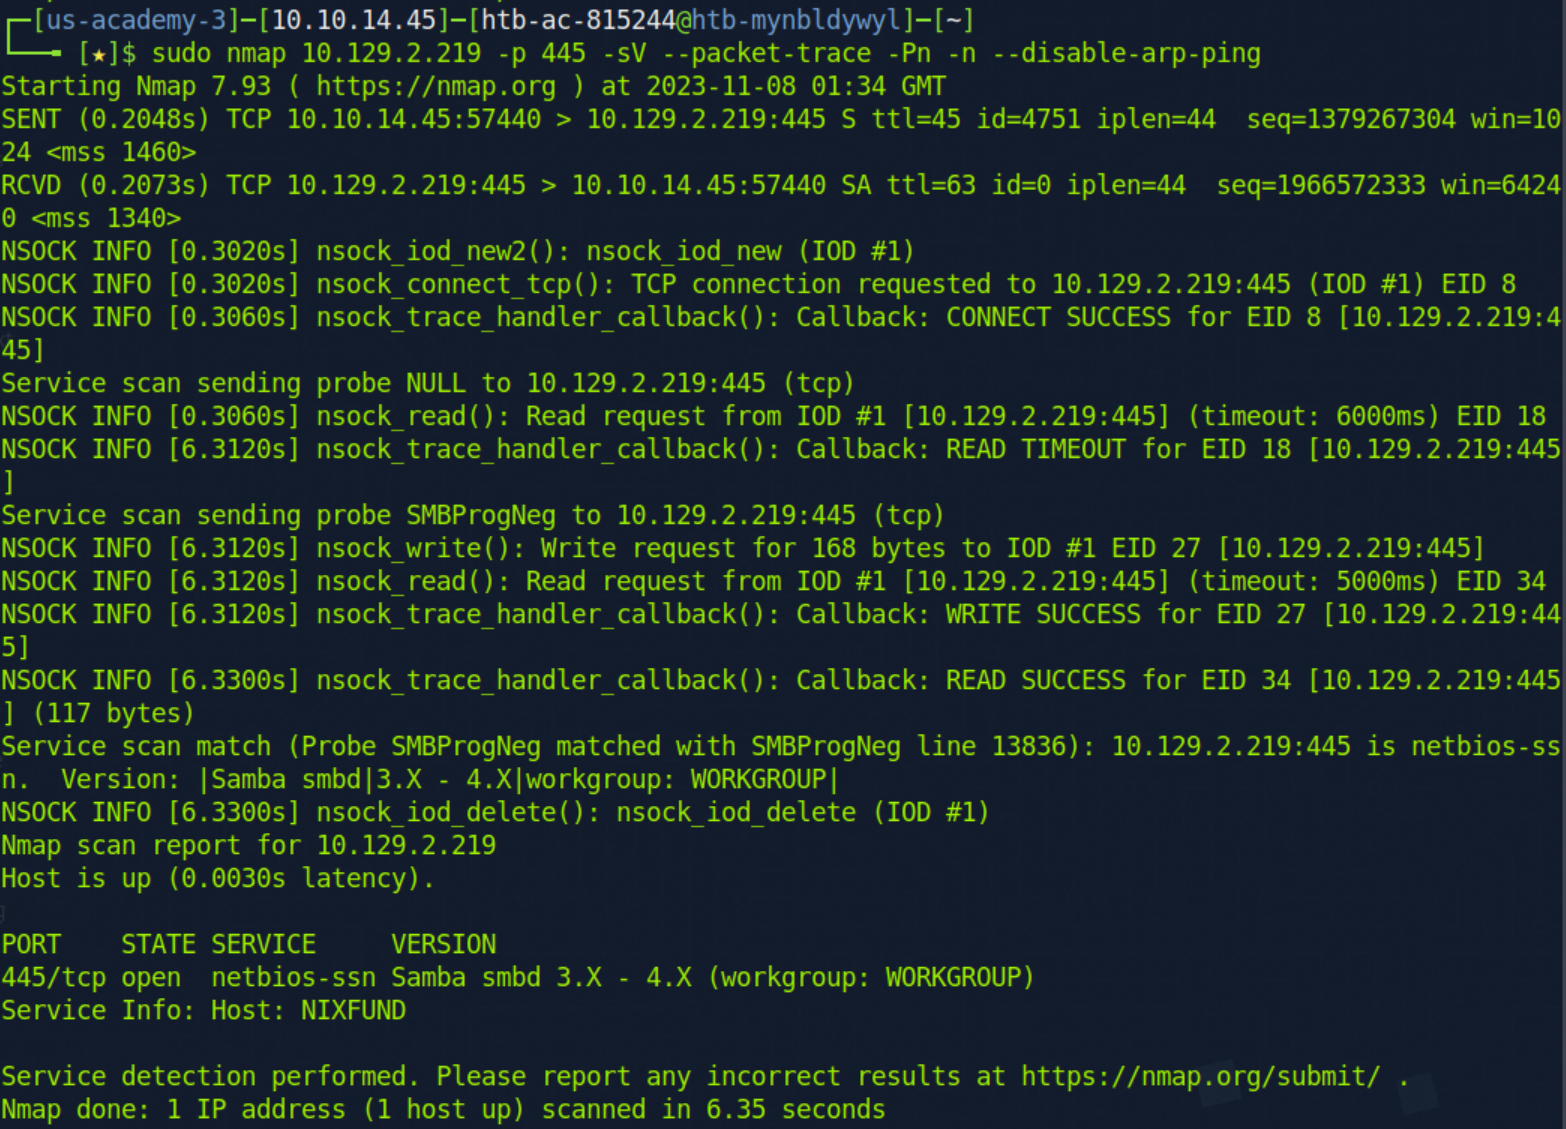 ┌─[us-academy-3]─[10.10.14.45]─[htb-ac-815244@htb-mynbldywyl]─[~]
└──╼ [★]$ sudo nmap 10.129.2.219 -p 445 -sV --packet-trace -Pn -n --disable-arp-ping
Starting Nmap 7.93 ( https://nmap.org ) at 2023-11-08 01:34 GMT
SENT (0.2048s) TCP 10.10.14.45:57440 > 10.129.2.219:445 S ttl=45 id=4751 iplen=44  seq=1379267304 win=10
24 <mss 1460>
RCVD (0.2073s) TCP 10.129.2.219:445 > 10.10.14.45:57440 SA ttl=63 id=0 iplen=44  seq=1966572333 win=6424
0 <mss 1340>
NSOCK INFO [0.3020s] nsock_iod_new2(): nsock_iod_new (IOD #1)
NSOCK INFO [0.3020s] nsock_connect_tcp(): TCP connection requested to 10.129.2.219:445 (IOD #1) EID 8
NSOCK INFO [0.3060s] nsock_trace_handler_callback(): Callback: CONNECT SUCCESS for EID 8 [10.129.2.219:4
45]
Service scan sending probe NULL to 10.129.2.219:445 (tcp)
NSOCK INFO [0.3060s] nsock_read(): Read request from IOD #1 [10.129.2.219:445] (timeout: 6000ms) EID 18
NSOCK INFO [6.3120s] nsock_trace_handler_callback(): Callback: READ TIMEOUT for EID 18 [10.129.2.219:445
]
Service scan sending probe SMBProgNeg to 10.129.2.219:445 (tcp)
NSOCK INFO [6.3120s] nsock_write(): Write request for 168 bytes to IOD #1 EID 27 [10.129.2.219:445]
NSOCK INFO [6.3120s] nsock_read(): Read request from IOD #1 [10.129.2.219:445] (timeout: 5000ms) EID 34
NSOCK INFO [6.3120s] nsock_trace_handler_callback(): Callback: WRITE SUCCESS for EID 27 [10.129.2.219:44
5]
NSOCK INFO [6.3300s] nsock_trace_handler_callback(): Callback: READ SUCCESS for EID 34 [10.129.2.219:445
] (117 bytes)
Service scan match (Probe SMBProgNeg matched with SMBProgNeg line 13836): 10.129.2.219:445 is netbios-ss
n.  Version: |Samba smbd|3.X - 4.X|workgroup: WORKGROUP|
NSOCK INFO [6.3300s] nsock_iod_delete(): nsock_iod_delete (IOD #1)
Nmap scan report for 10.129.2.219
Host is up (0.0030s latency).

PORT    STATE SERVICE     VERSION
445/tcp open  netbios-ssn Samba smbd 3.X - 4.X (workgroup: WORKGROUP)
Service Info: Host: NIXFUND

Service detection performed. Please report any incorrect results at https://nmap.org/submit/ .
Nmap done: 1 IP address (1 host up) scanned in 6.35 seconds